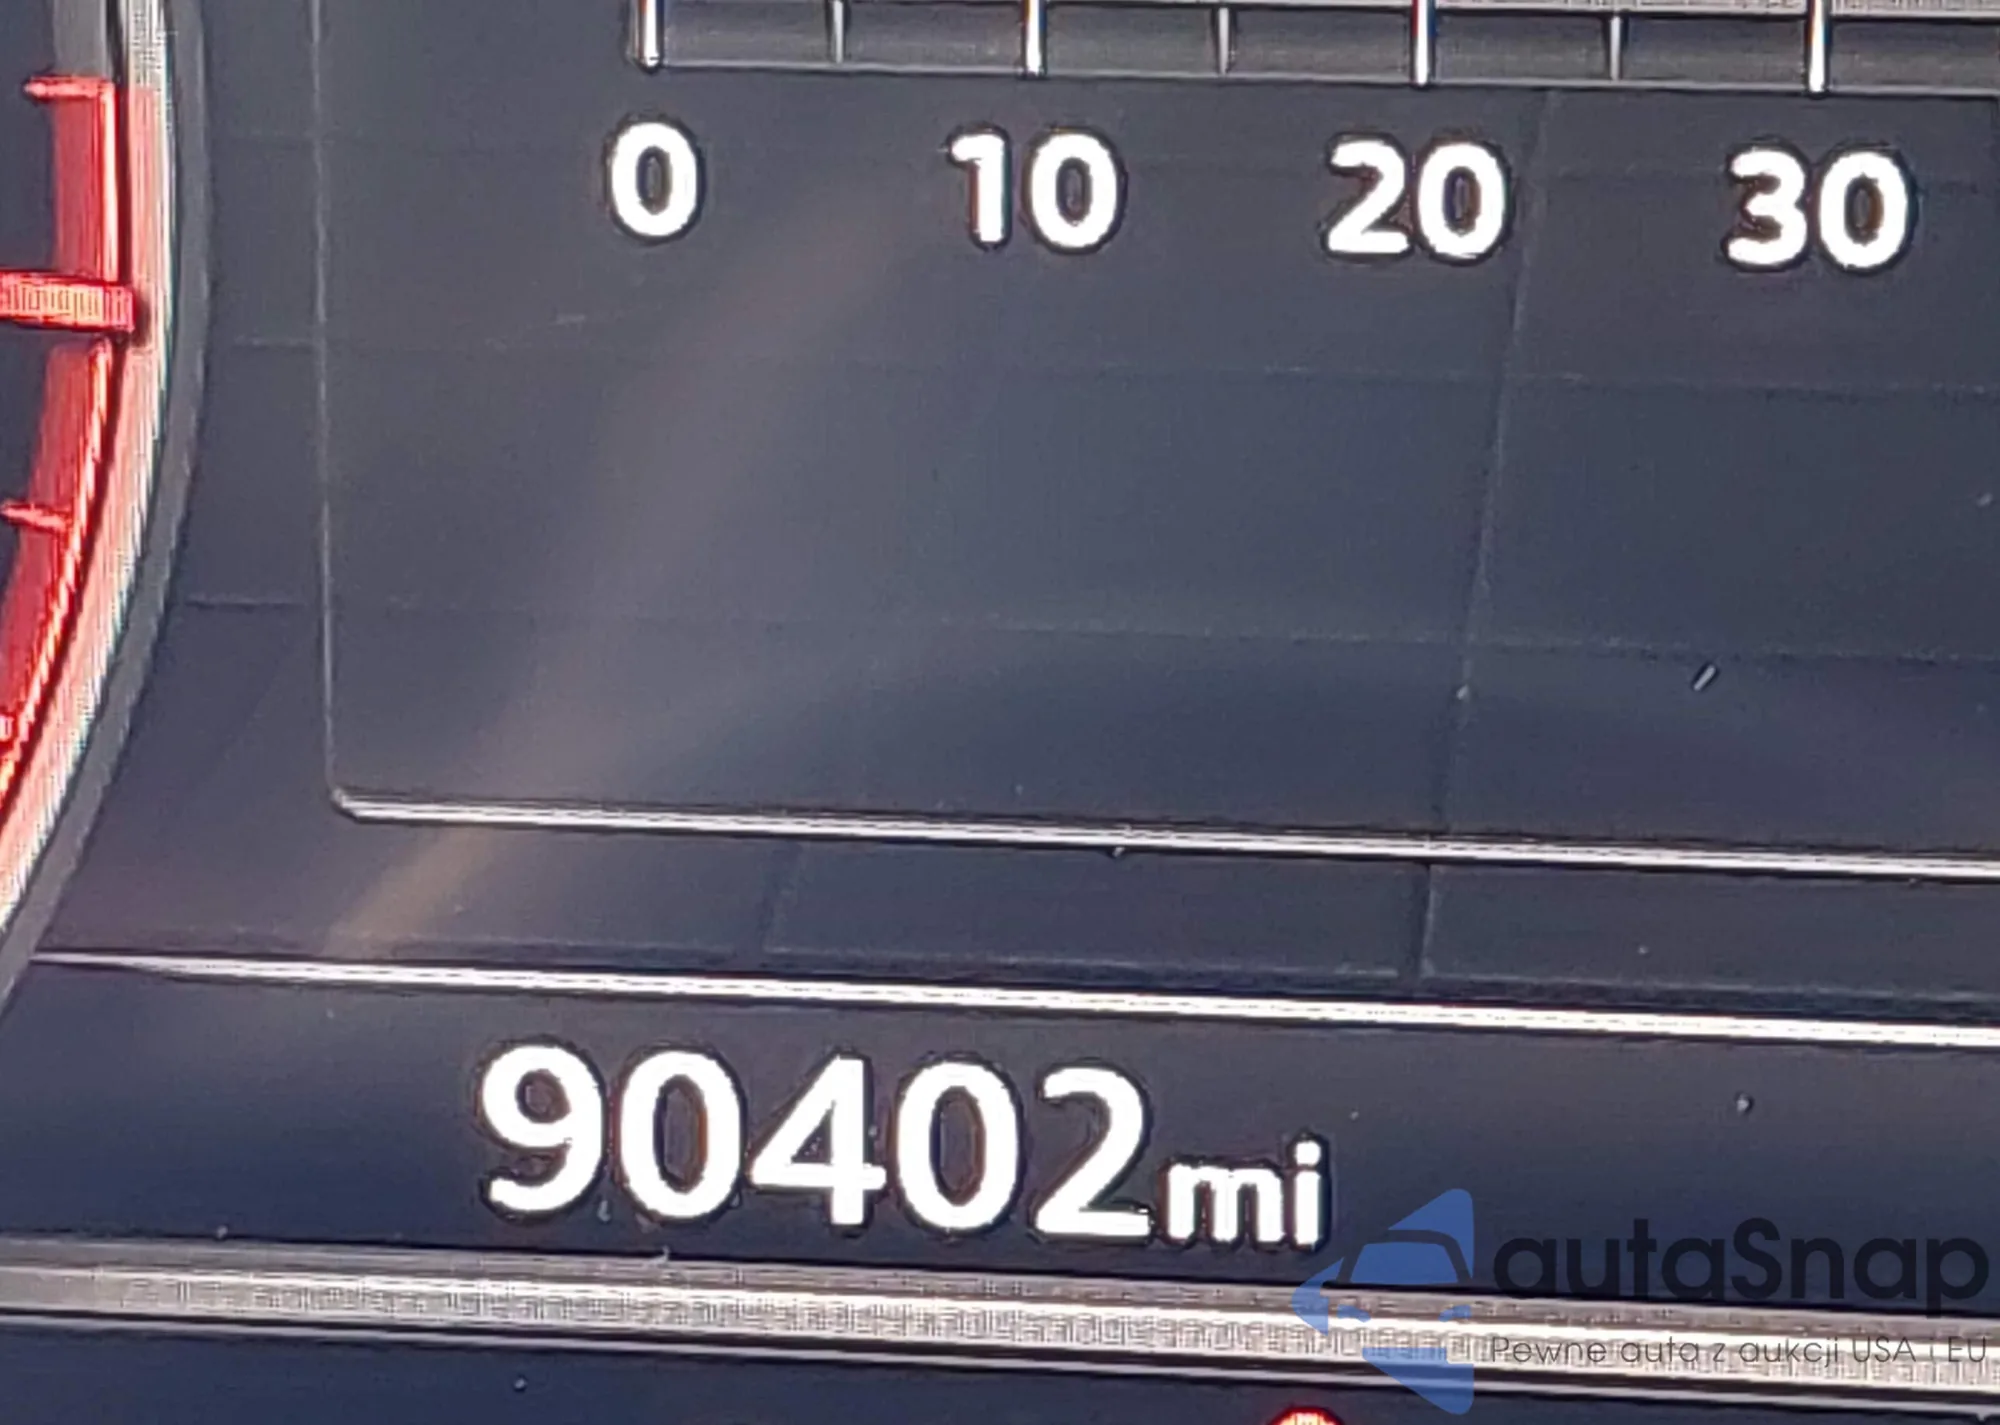 0 10 20 30
90402mi
autaSnap
Pewne auta z aukcji USA i EU